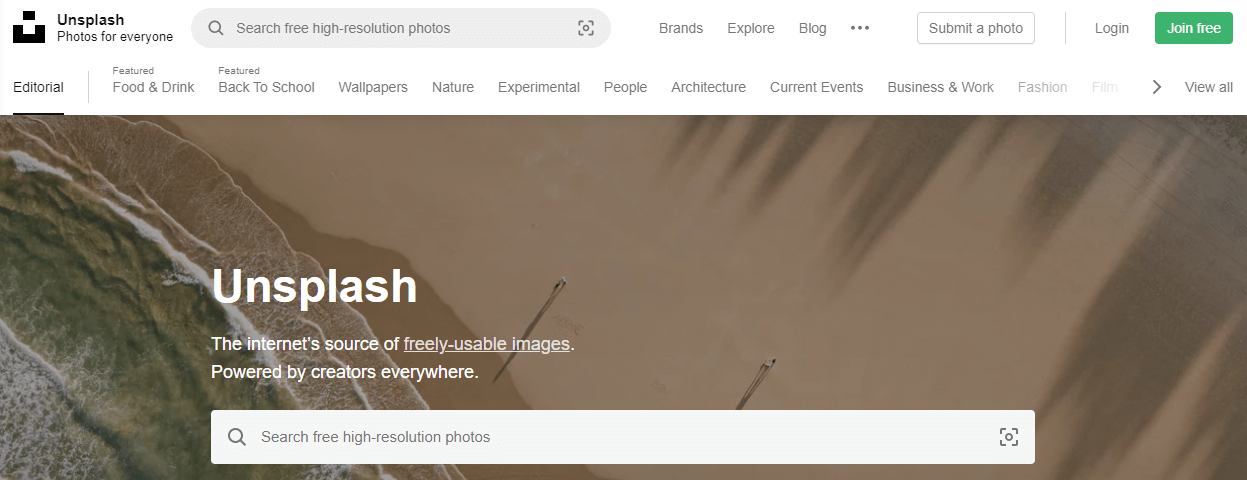 Unsplash
Photos for everyone
Search free high-resolution photos
Brands Explore Blog
Submit a photo
Login
Join free
Editorial
Featured
Food & Drink
Featured
Back To School
Wallpapers Nature Experimental People Architecture Current Events Business & Work Fashion Film
View all
Unsplash
The internet's source of freely-usable images.
Powered by creators everywhere.
Search free high-resolution photos